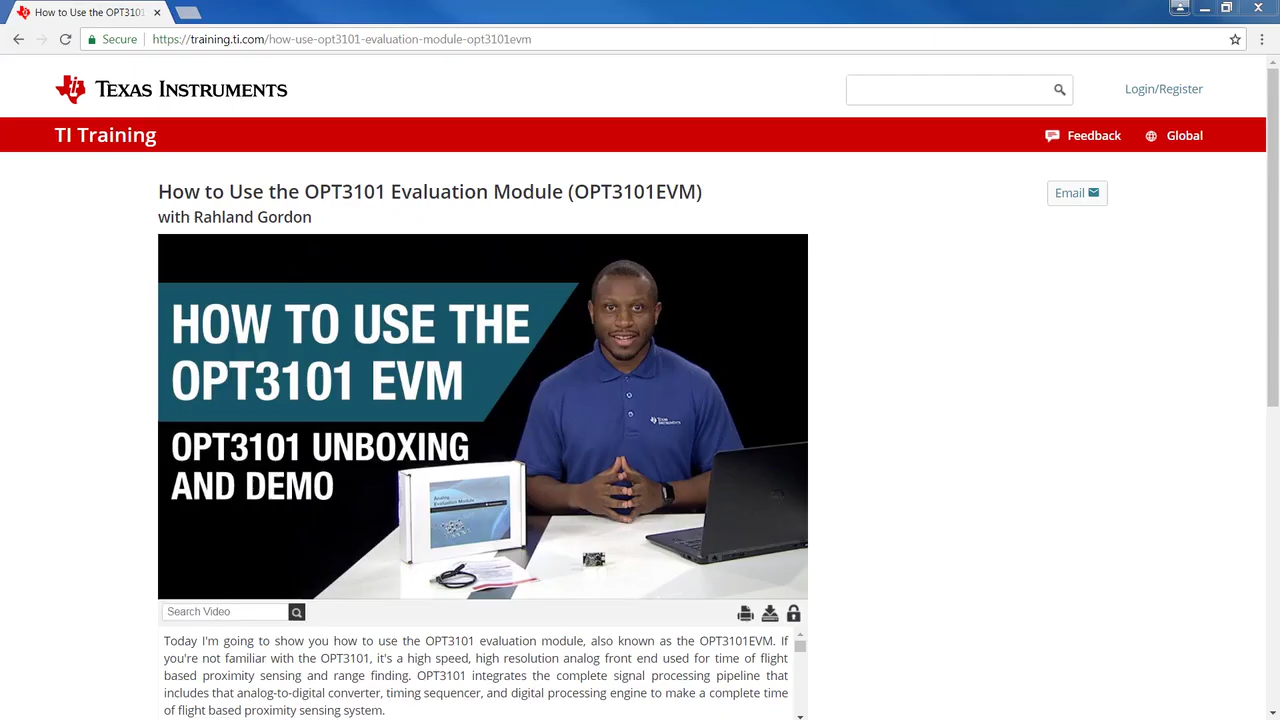 How to Use the OPT3101
Secure
https://training.ti.com/how-use-opt3101-evaluation-module-opt3101evm
TEXAS INSTRUMENTS
Login/Register
TI Training
Feedback
Global
How to Use the OPT3101 Evaluation Module (OPT3101EVM)
Email
with Rahland Gordon
HOW TO USE THE
OPT3101 EVM
OPT3101 UNBOXING
AND DEMO
TEXAS
INSTRUMENTS
Analog
Evaluation Module
Search Video
Today I'm going to show you how to use the OPT3101 evaluation module, also known as the OPT3101EVM. If
you're not familiar with the OPT3101, it's a high speed, high resolution analog front end used for time of flight
based proximity sensing and range finding. OPT3101 integrates the complete signal processing pipeline that
includes that analog-to-digital converter, timing sequencer, and digital processing engine to make a complete time
of flight based proximity sensing system.